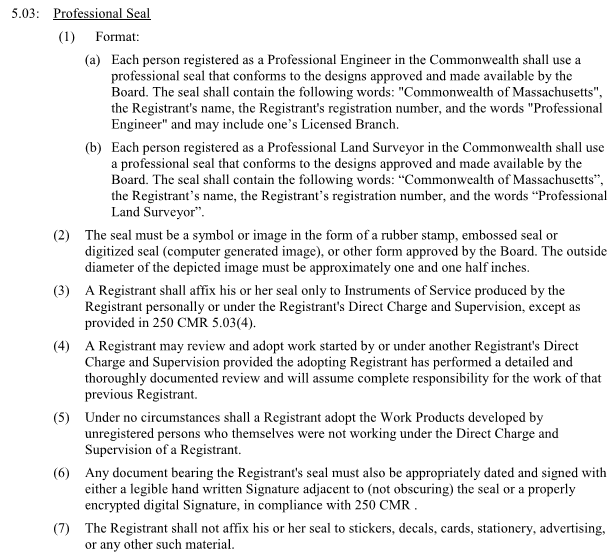 5.03: Professional Seal
(1) Format:
(a) Each person registered as a Professional Engineer in the Commonwealth shall use a
professional seal that conforms to the designs approved and made available by the
Board. The seal shall contain the following words: "Commonwealth of Massachusetts",
the Registrant's name, the Registrant's registration number, and the words "Professional
Engineer" and may include one’s Licensed Branch.
(b) Each person registered as a Professional Land Surveyor in the Commonwealth shall use
a professional seal that conforms to the designs approved and made available by the
Board. The seal shall contain the following words: “Commonwealth of Massachusetts”,
the Registrant’s name, the Registrant’s registration number, and the words “Professional
Land Surveyor”.
(2) The seal must be a symbol or image in the form of a rubber stamp, embossed seal or
digitized seal (computer generated image), or other form approved by the Board. The outside
diameter of the depicted image must be approximately one and one half inches.
(3) A Registrant shall affix his or her seal only to Instruments of Service produced by the
Registrant personally or under the Registrant's Direct Charge and Supervision, except as
provided in 250 CMR 5.03(4).
(4) A Registrant may review and adopt work started by or under another Registrant's Direct
Charge and Supervision provided the adopting Registrant has performed a detailed and
thoroughly documented review and will assume complete responsibility for the work of that
previous Registrant.
(5) Under no circumstances shall a Registrant adopt the Work Products developed by
unregistered persons who themselves were not working under the Direct Charge and
Supervision of a Registrant.
(6) Any document bearing the Registrant's seal must also be appropriately dated and signed with
either a legible hand written Signature adjacent to (not obscuring) the seal or a properly
encrypted digital Signature, in compliance with 250 CMR .
(7) The Registrant shall not affix his or her seal to stickers, decals, cards, stationery, advertising,
or any other such material.